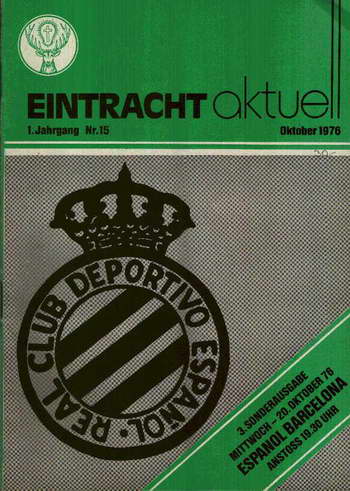 EINTRACHT aktuell
1. Jahrgang Nr. 15 Oktober 1976
REAL CLUB DEPORTIVO ESPAÑOL
3. SONDERAUSGABE
MITTWOCH - 20. OKTOBER 76
ESPANOL BARCELONA
ANSTOSS 19.30 UHR